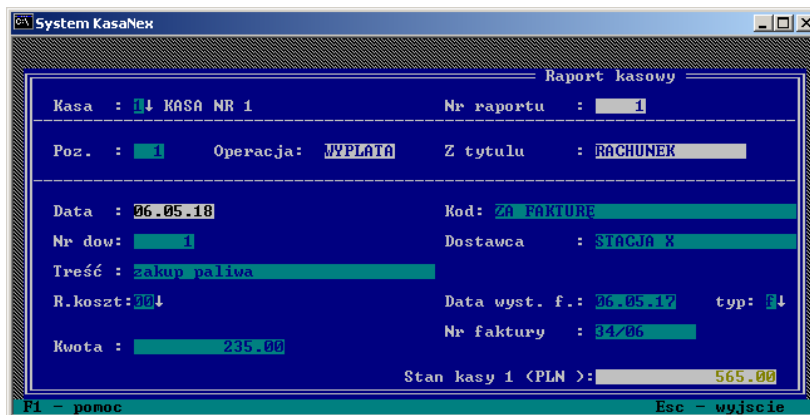 System KasaNex
Raport kasowy
Kasa : 1↓ KASA NR 1 Nr raportu : 1
Poz. : 1 Operacja: WYPLATA Z tytulu : RACHUNEK
Data : 06.05.18 Kod: ZA FAKTURĘ
Nr dow: 1 Dostawca : STACJA X
Treść : zakup paliwa
R.koszt:00↓ Data wyst. f.: 06.05.17 typ: f↓
Nr faktury : 34/06
Kwota : 235.00
Stan kasy 1 (PLN ): 565.00
F1 - pomoc Esc - wyjscie